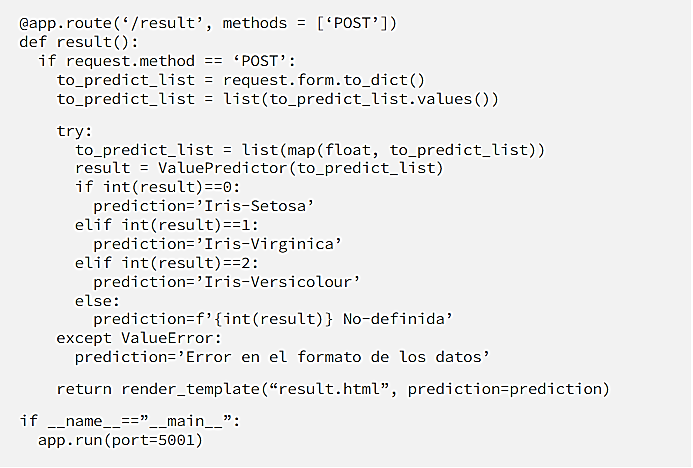 @app.route(‘/result’, methods = [‘POST’])
def result():
if request.method == ‘POST’:
to_predict_list = request.form.to_dict()
to_predict_list = list(to_predict_list.values())
try:
to_predict_list = list(map(float, to_predict_list))
result = ValuePredictor(to_predict_list)
if int(result)==0:
prediction=’Iris-Setosa’
elif int(result)==1:
prediction=’Iris-Virginica’
elif int(result)==2:
prediction=’Iris-Versicolour’
else:
prediction=f’{int(result)} No-definida’
except ValueError:
prediction=’Error en el formato de los datos’
return render_template(“result.html”, prediction=prediction)
if __name__==”__main__”:
app.run(port=5001)